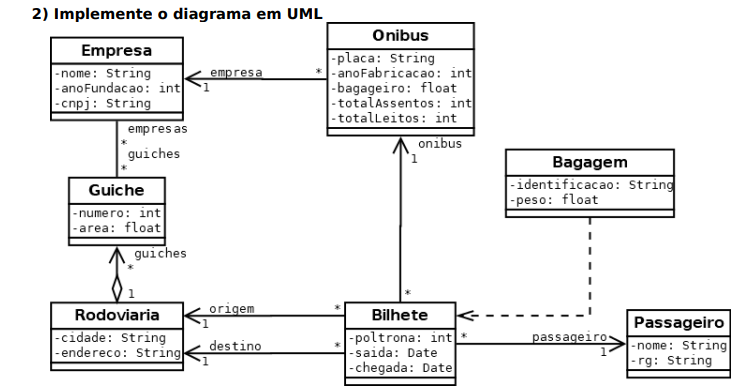 2) Implemente o diagrama em UML
Empresa
-nome: String
-anoFundacao: int
-cnpj: String
empresa
1
*
Onibus
-placa: String
-anoFabricacao: int
-bagageiro: float
-totalAssentos: int
-totalLeitos: int
empresas
*
guiches
*
onibus
1
*
Bagagem
-identificacao: String
-peso: float
Guiche
-numero: int
-area: float
guiches
*
1
Rodoviaria
-cidade: String
-endereco: String
origem
1
*
destino
1
*
Bilhete
-poltrona: int
-saida: Date
-chegada: Date
*
passageiro
1
Passageiro
-nome: String
-rg: String